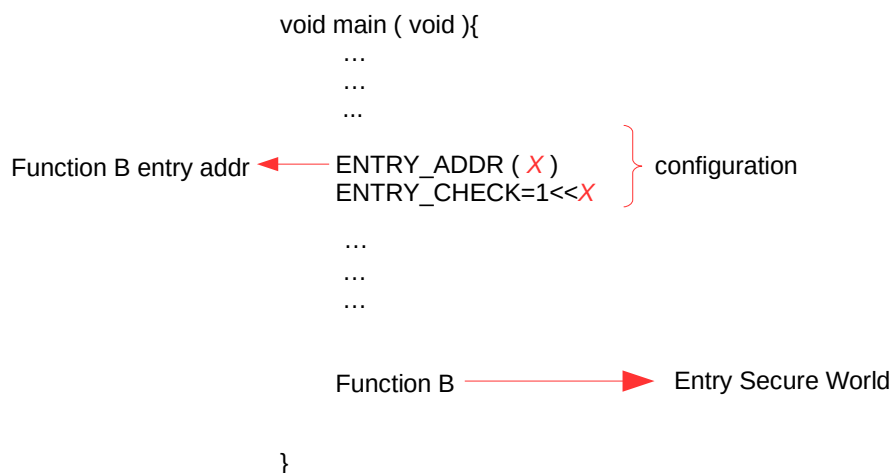 void main ( void ){
…
…
...
Function B entry addr
ENTRY_ADDR ( X )
configuration
ENTRY_CHECK=1<<X
…
…
…
Function B
Entry Secure World
}